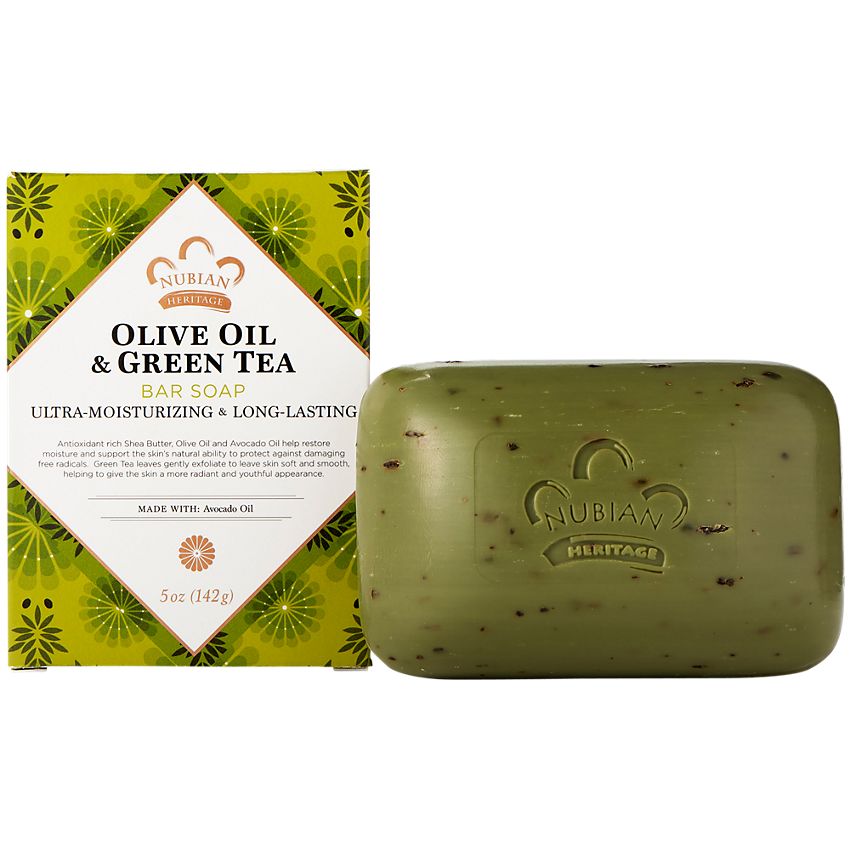 NUBIAN
HERITAGE
OLIVE OIL
& GREEN TEA
BAR SOAP
ULTRA-MOISTURIZING & LONG-LASTING
Antioxidant rich Shea Butter, Olive Oil and Avocado Oil help restore
moisture and support the skin's natural ability to protect against damaging
free radicals. Green Tea leaves gently exfoliate to leave skin soft and smooth,
helping to give the skin a more radiant and youthful appearance.
MADE WITH: Avocado Oil
5 oz (142g)
NUBIAN
HERITAGE